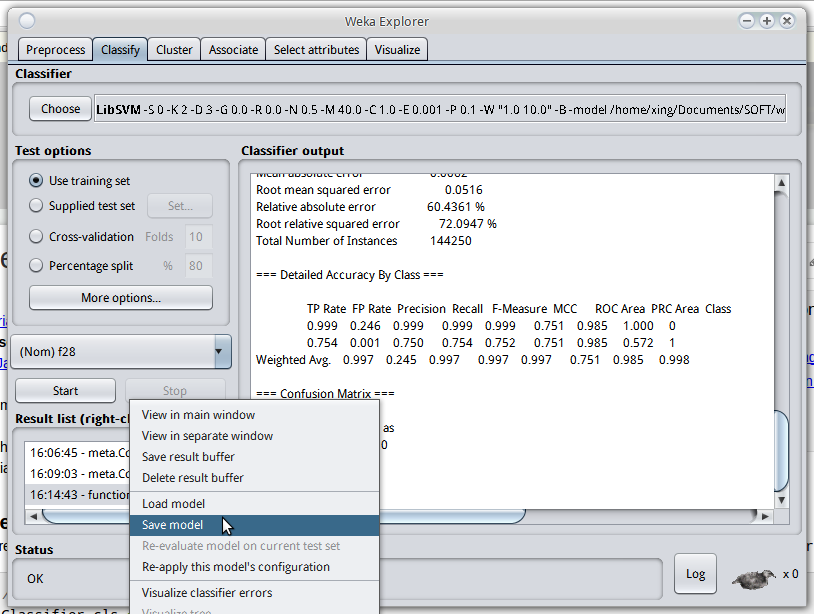 Weka Explorer
Preprocess Classify Cluster Associate Select attributes Visualize
Classifier
Choose LibSVM -S 0 -K 2 -D 3 -G 0.0 -R 0.0 -N 0.5 -M 40.0 -C 1.0 -E 0.001 -P 0.1 -W "1.0 10.0" -B -model /home/xing/Documents/SOFT/w
Test options
Use training set
Supplied test set Set...
Cross-validation Folds 10
Percentage split % 80
More options...
(Nom) f28
Start Stop
Result list (right-cl
16:06:45 - meta.Co
16:09:03 - meta.Co
16:14:43 - function
Classifier output
Mean absolute error 0.0062
Root mean squared error 0.0516
Relative absolute error 60.4361 %
Root relative squared error 72.0947 %
Total Number of Instances 144250
=== Detailed Accuracy By Class ===
TP Rate FP Rate Precision Recall F-Measure MCC ROC Area PRC Area Class
0.999 0.246 0.999 0.999 0.999 0.751 0.985 1.000 0
0.754 0.001 0.750 0.754 0.752 0.751 0.985 0.572 1
Weighted Avg. 0.997 0.245 0.997 0.997 0.997 0.751 0.985 0.998
=== Confusion Matrix ===
as
0
View in main window
View in separate window
Save result buffer
Delete result buffer
Load model
Save model
Re-evaluate model on current test set
Re-apply this model's configuration
Visualize classifier errors
Visualize tree
Status
OK
Log x 0